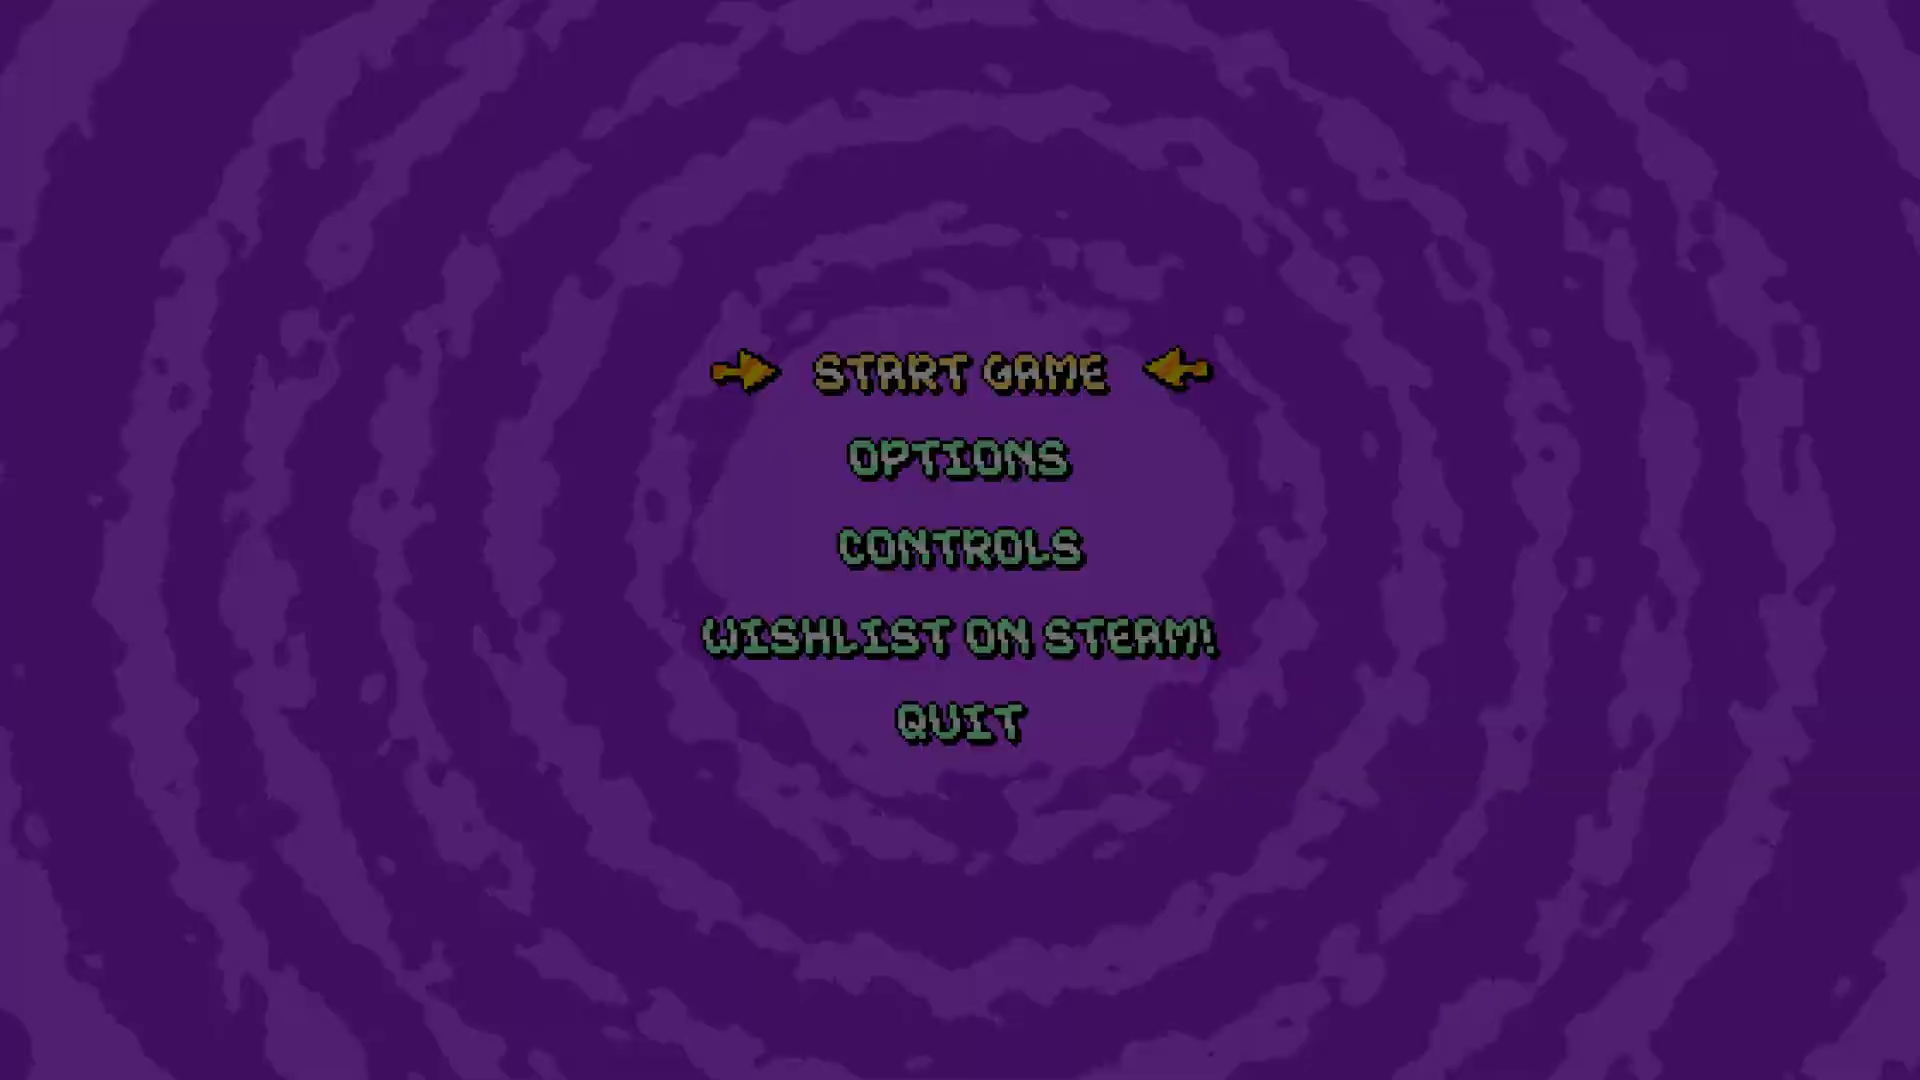 START GAME
OPTIONS
CONTROLS
WISHLIST ON STEAM!
QUIT